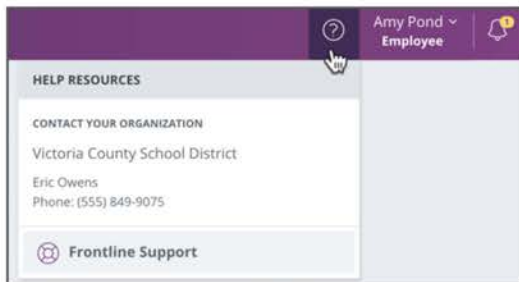 ?
Amy Pond
Employee
1
HELP RESOURCES
CONTACT YOUR ORGANIZATION
Victoria County School District
Eric Owens
Phone: (555) 849-9075
Frontline Support